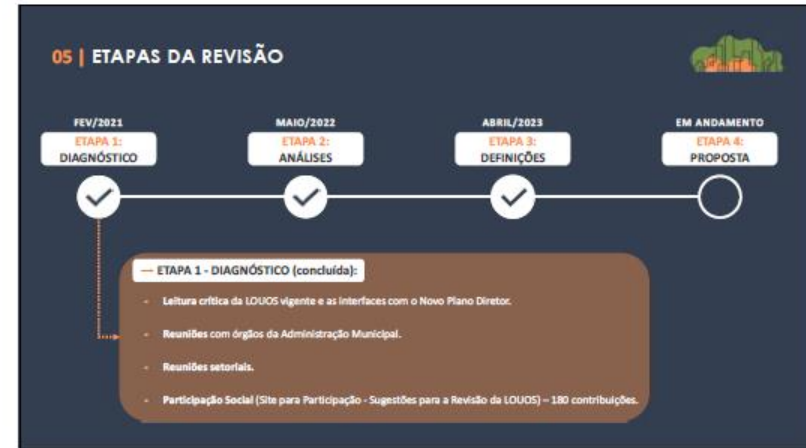 05 | ETAPAS DA REVISÃO
FEV/2021
ETAPA 1:
DIAGNÓSTICO
MAIO/2022
ETAPA 2:
ANÁLISES
ABRIL/2023
ETAPA 3:
DEFINIÇÕES
EM ANDAMENTO
ETAPA 4:
PROPOSTA
— ETAPA 1 - DIAGNÓSTICO (concluída):
- Leitura crítica da LOUOS vigente e as interfaces com o Novo Plano Diretor.
- Reuniões com órgãos da Administração Municipal.
- Reuniões setoriais.
- Participação Social (Site para Participação - Sugestões para a Revisão da LOUOS) – 180 contribuições.